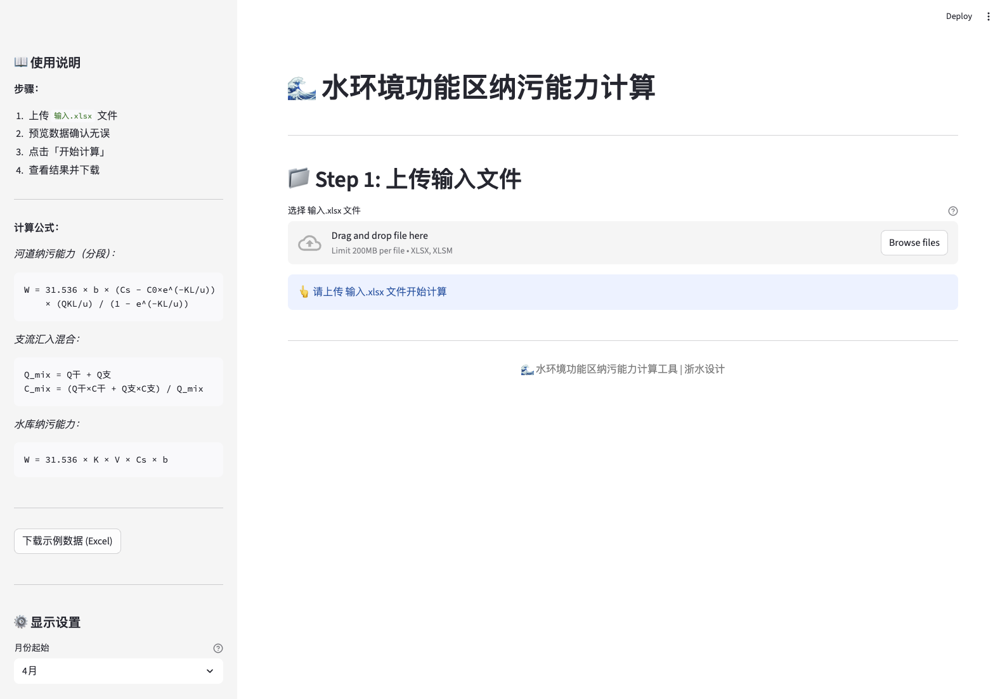 Deploy
使用说明
步骤：
1. 上传 输入.xlsx 文件
2. 预览数据确认无误
3. 点击「开始计算」
4. 查看结果并下载
计算公式：
河道纳污能力（分段）：
W = 31.536 × b × (Cs - C0×e^(-KL/u))
× (QKL/u) / (1 - e^(-KL/u))
支流汇入混合：
Q_mix = Q干 + Q支
C_mix = (Q干×C干 + Q支×C支) / Q_mix
水库纳污能力：
W = 31.536 × K × V × Cs × b
下载示例数据 (Excel)
显示设置
月份起始
4月
水环境功能区纳污能力计算
Step 1: 上传输入文件
选择 输入.xlsx 文件
Drag and drop file here
Limit 200MB per file • XLSX, XLSM
Browse files
请上传 输入.xlsx 文件开始计算
水环境功能区纳污能力计算工具 | 浙水设计